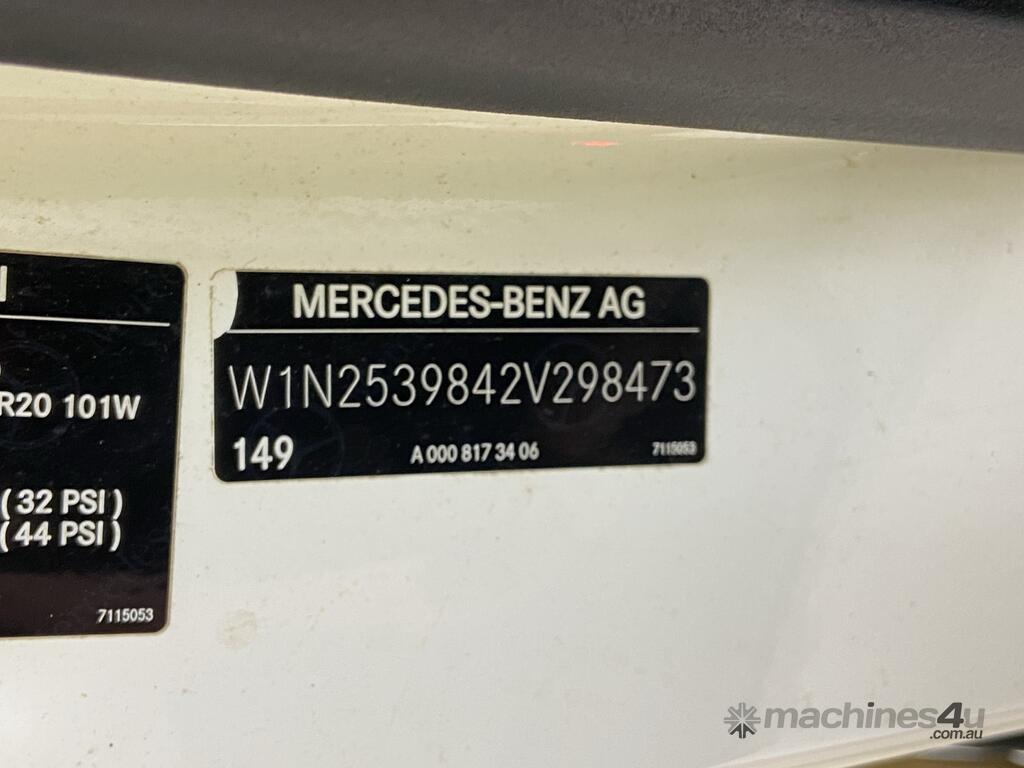 R20 101W
(32 PSI)
(44 PSI)
7115053
MERCEDES-BENZ AG
W1N2539842V298473
149 A 000 817 34 06 7115053
machines4u
.com.au